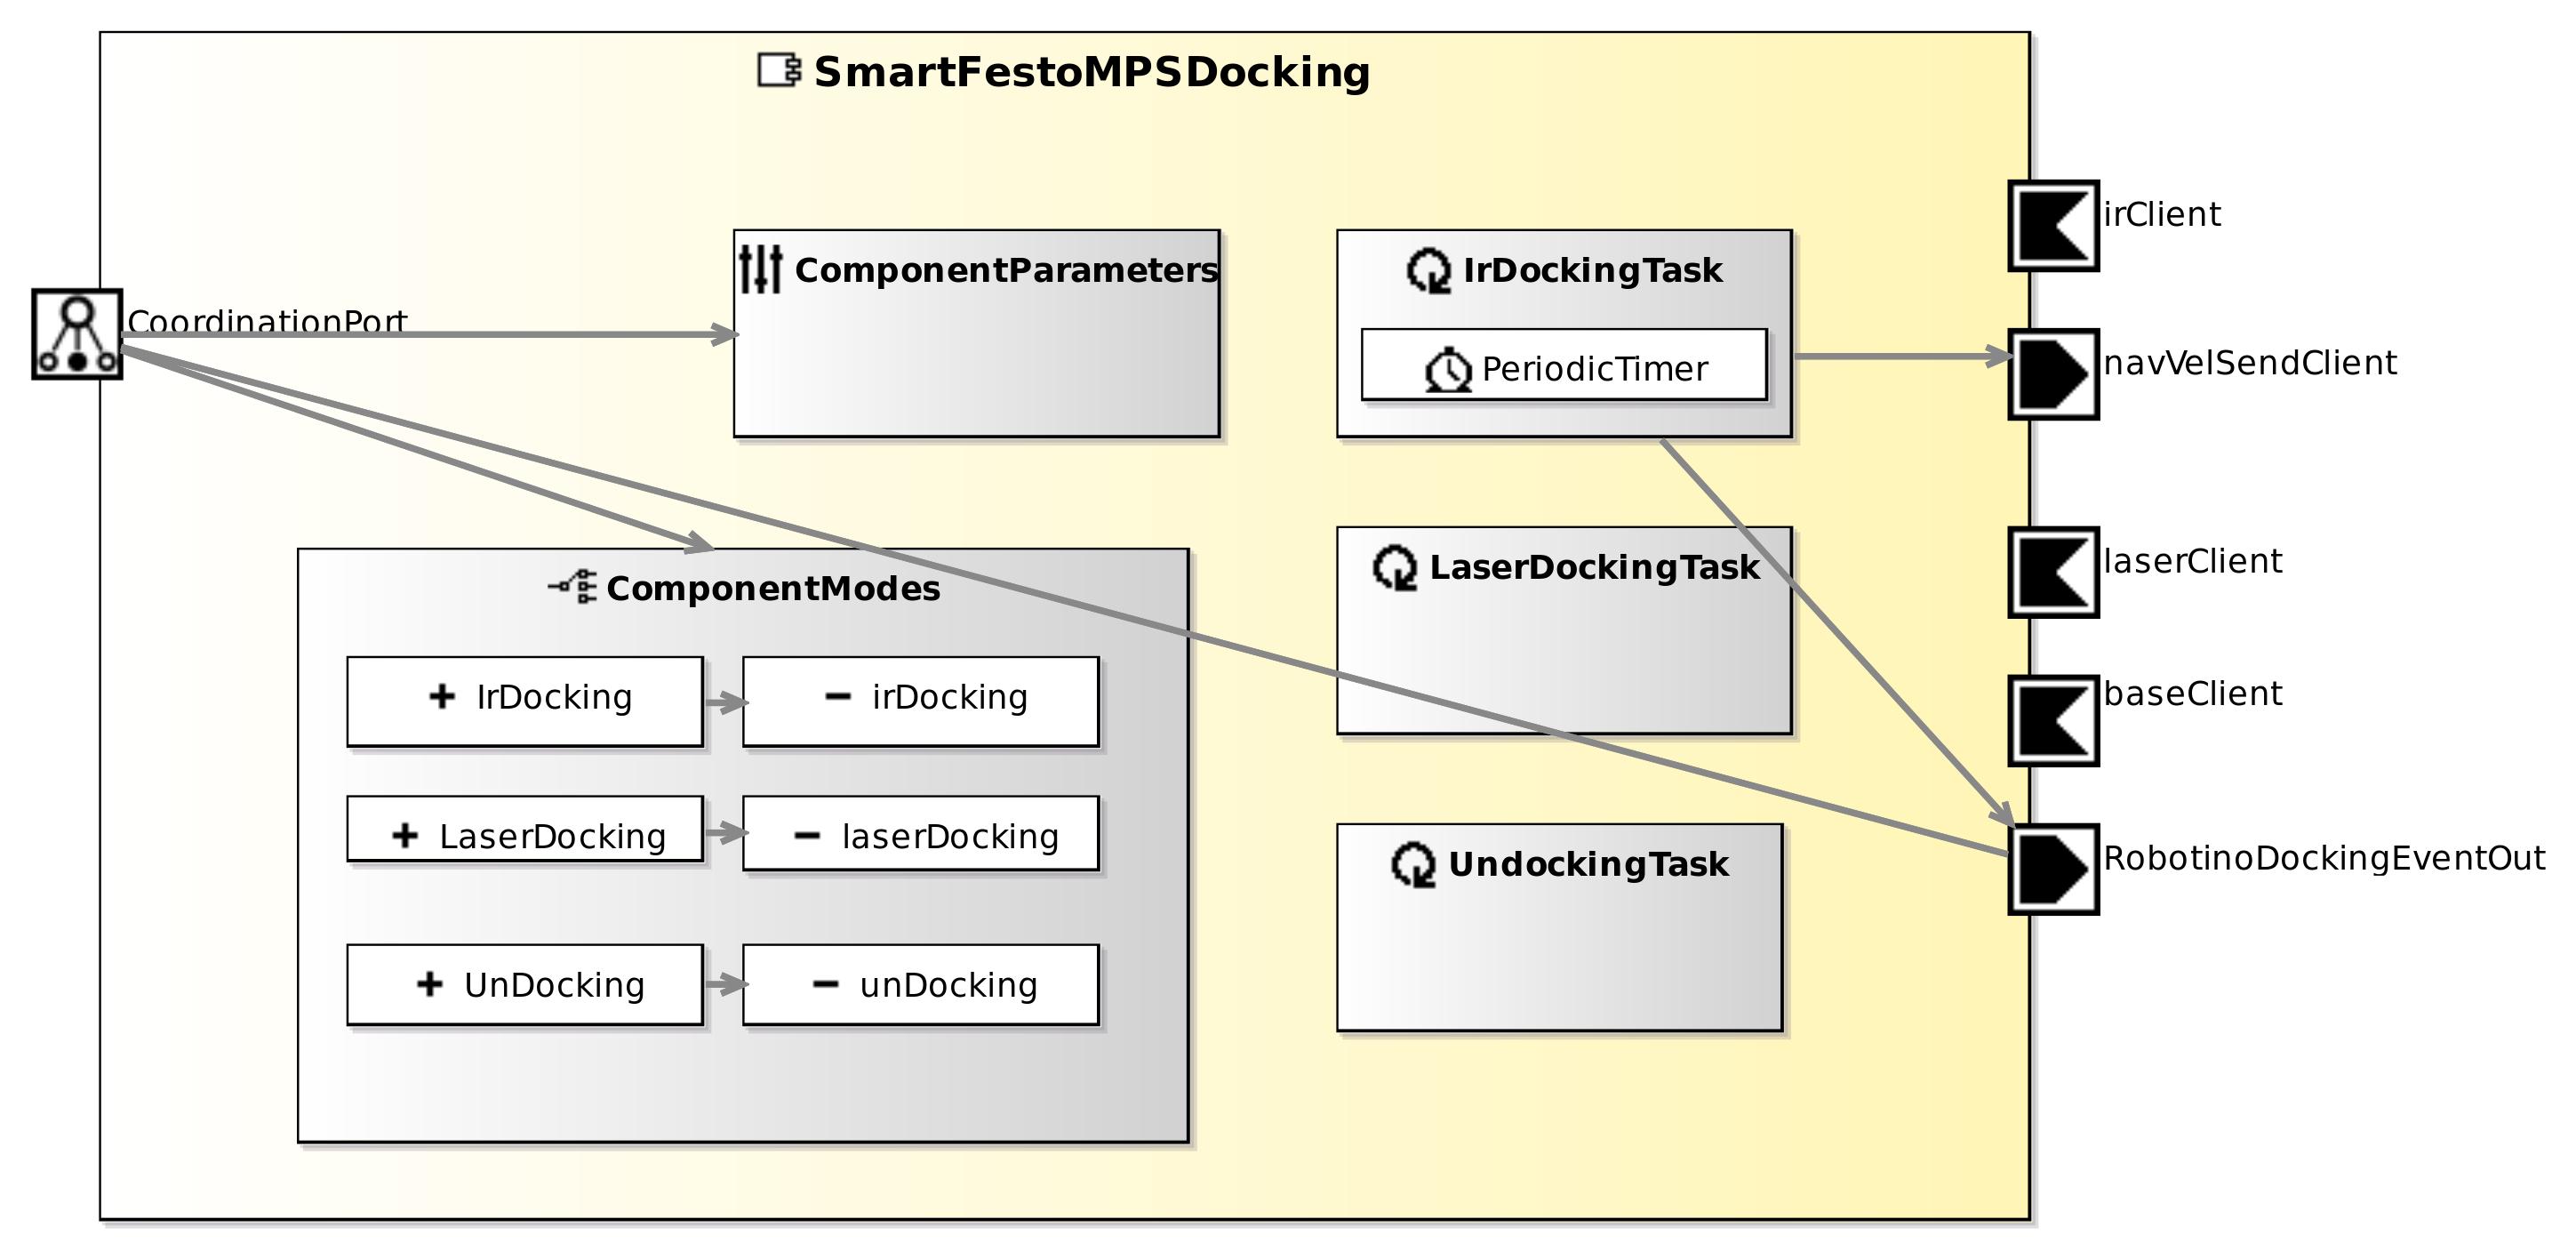 SmartFestoMPSDocking
CoordinationPort
ComponentParameters
IrDockingTask
PeriodicTimer
irClient
navVelSendClient
LaserDockingTask
laserClient
ComponentModes
+ IrDocking
− irDocking
+ LaserDocking
− laserDocking
+ UnDocking
− unDocking
baseClient
UndockingTask
RobotinoDockingEventOut